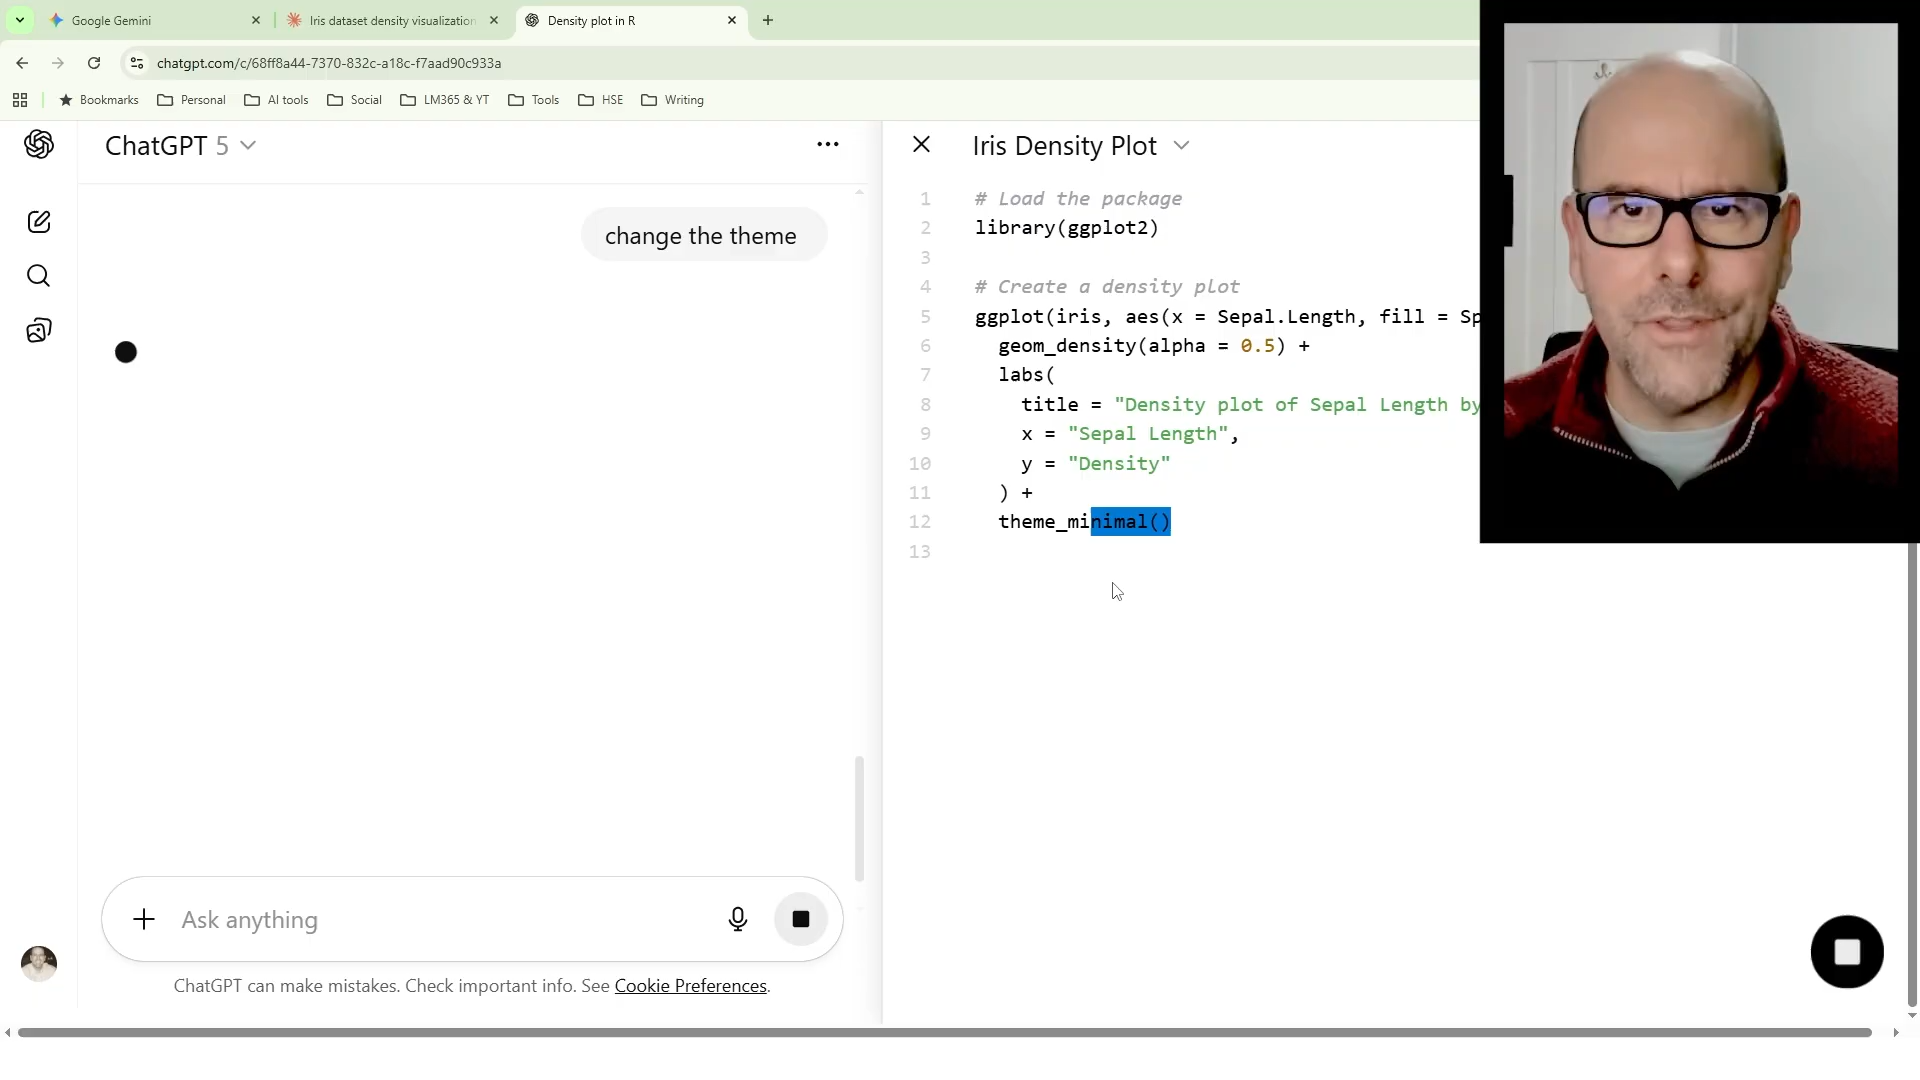 Google Gemini
Iris dataset density visualization
Density plot in R
chatgpt.com/c/68ff8a44-7370-832c-a18c-f7aad90c933a
Bookmarks Personal AI tools Social LM365 & YT Tools HSE Writing
ChatGPT 5
change the theme
Ask anything
ChatGPT can make mistakes. Check important info. See Cookie Preferences.
Iris Density Plot
1 # Load the package
2 library(ggplot2)
3
4 # Create a density plot
5 ggplot(iris, aes(x = Sepal.Length, fill = Sp
6 geom_density(alpha = 0.5) +
7 labs(
8 title = "Density plot of Sepal Length by
9 x = "Sepal Length",
10 y = "Density"
11 ) +
12 theme_minimal()
13